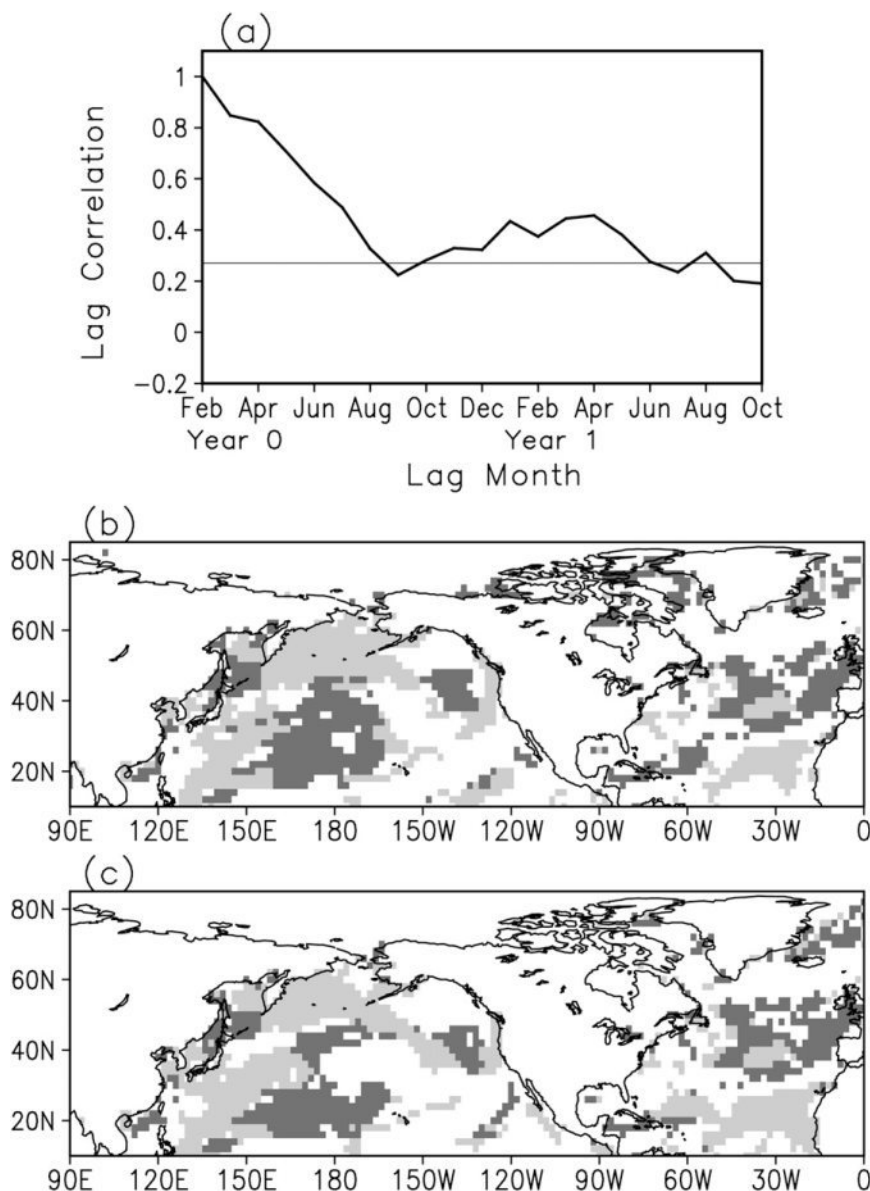 (a)
1
0.8
0.6
0.4
0.2
0
−0.2
Lag Correlation
Feb Apr Jun Aug Oct Dec Feb Apr Jun Aug Oct
Year 0 Year 1
Lag Month
(b)
80N
60N
40N
20N
90E 120E 150E 180 150W 120W 90W 60W 30W 0
(c)
80N
60N
40N
20N
90E 120E 150E 180 150W 120W 90W 60W 30W 0